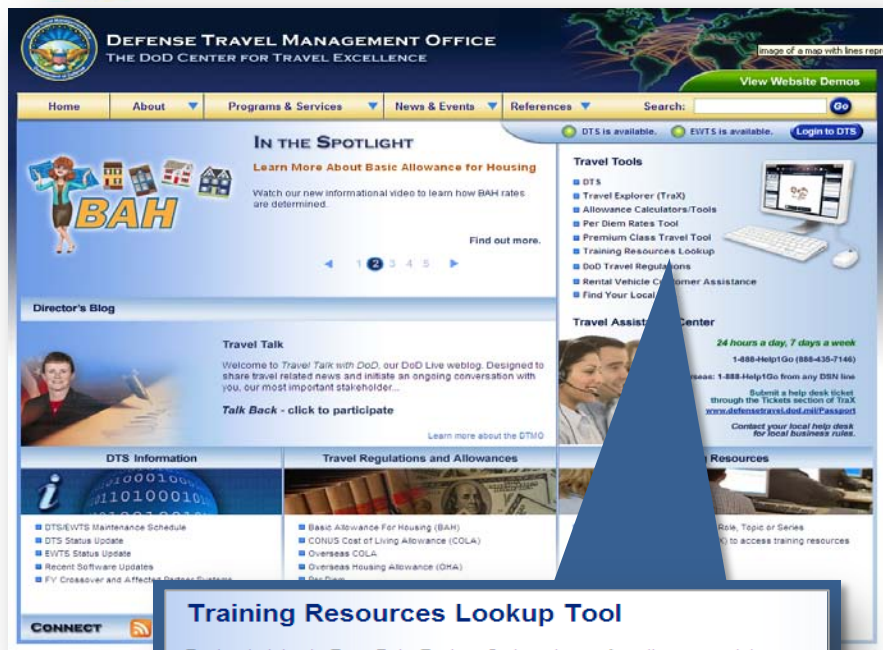 DEFENSE TRAVEL MANAGEMENT OFFICE
THE DOD CENTER FOR TRAVEL EXCELLENCE
image of a map with lines repr
View Website Demos
Home About Programs & Services News & Events References Search: Go
DTS is available. EWTS is available. Login to DTS
IN THE SPOTLIGHT
Learn More About Basic Allowance for Housing
Watch our new informational video to learn how BAH rates
are determined.
BAH
Find out more.
1 2 3 4 5
Travel Tools
DTS
Travel Explorer (TraX)
Allowance Calculators/Tools
Per Diem Rates Tool
Premium Class Travel Tool
Training Resources Lookup
DoD Travel Regulations
Rental Vehicle Customer Assistance
Find Your Local
Director's Blog
Travel Talk
Welcome to Travel Talk with DoD, our DoD Live weblog. Designed to
share travel related news and initiate an ongoing conversation with
you, our most important stakeholder...
Talk Back - click to participate
Learn more about the DTMO
Travel Assist Center
24 hours a day, 7 days a week
1-888-Help1Go (888-435-7146)
seas: 1-888-Help1Go from any DSN line
Submit a help desk ticket
through the Tickets section of TraX
www.defensetravel.dod.mil/Passport
Contact your local help desk
for local business rules.
DTS Information
DTS/EWTS Maintenance Schedule
DTS Status Update
EWTS Status Update
Recent Software Updates
FY Crossover and Affected Partner Systems
Travel Regulations and Allowances
Basic Allowance For Housing (BAH)
CONUS Cost of Living Allowance (COLA)
Overseas COLA
Overseas Housing Allowance (OHA)
Per Diem
Resources
Role, Topic or Series
to access training resources
CONNECT
Training Resources Lookup Tool